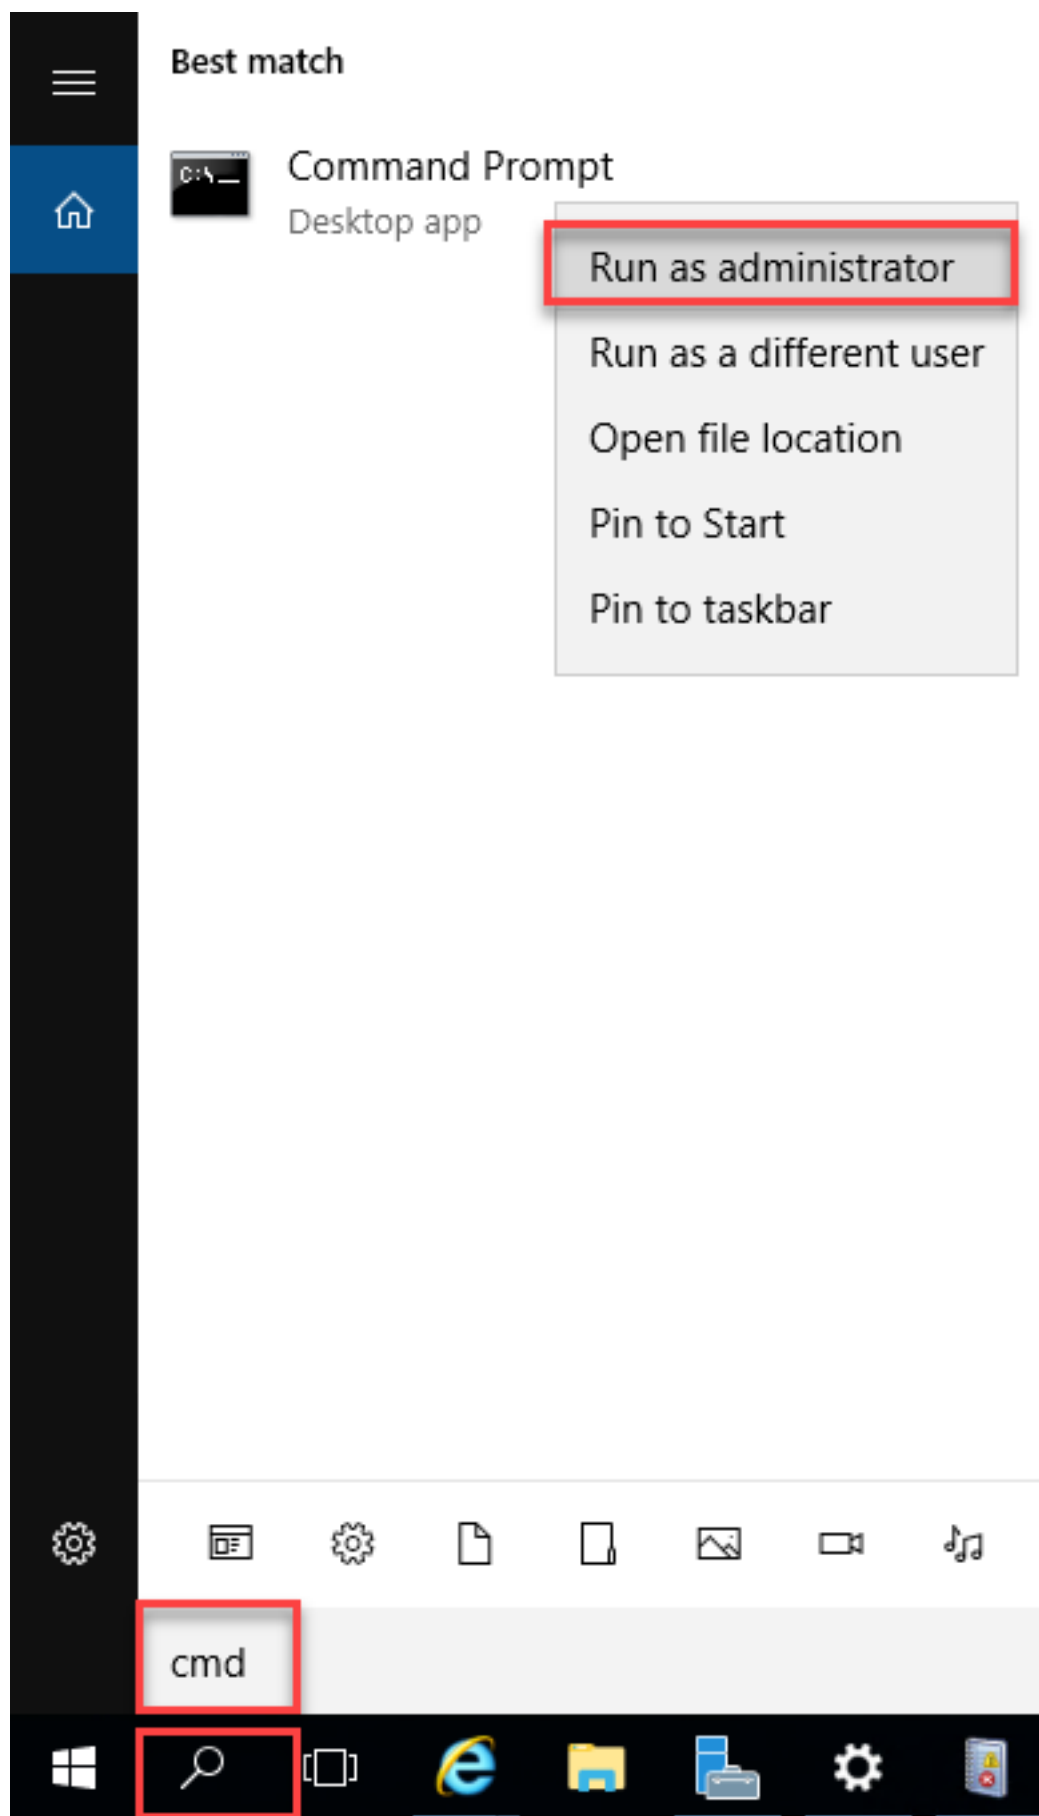 Best match
C:\_
Command Prompt
Desktop app
Run as administrator
Run as a different user
Open file location
Pin to Start
Pin to taskbar
cmd